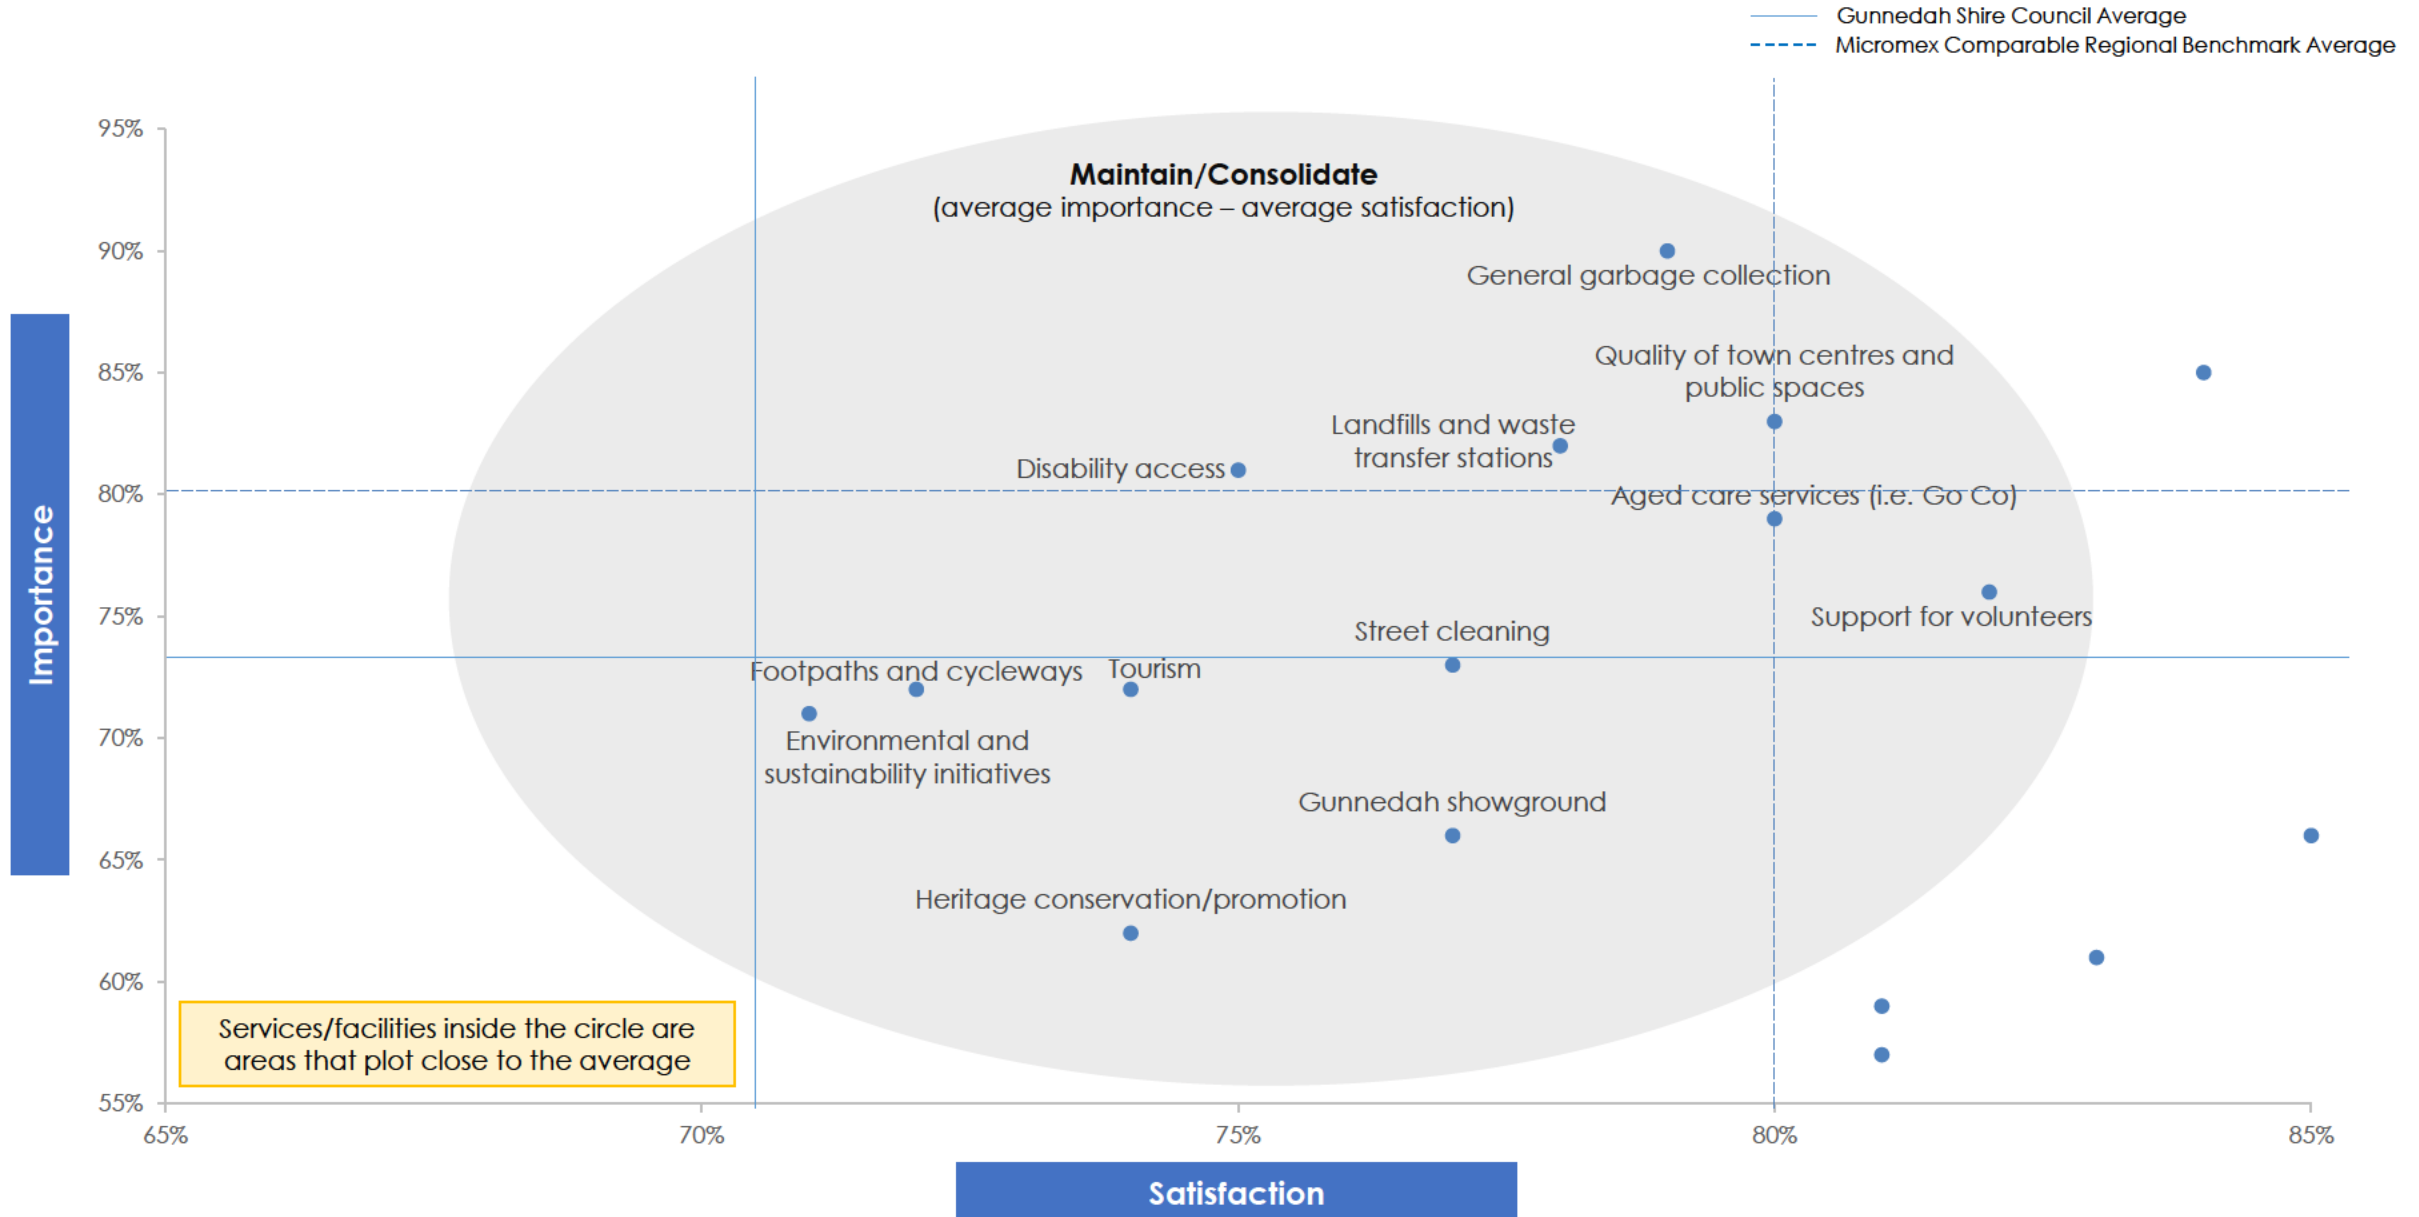 Gunnedah Shire Council Average
Micromex Comparable Regional Benchmark Average
95%
Maintain/Consolidate
(average importance – average satisfaction)
90%
General garbage collection
Quality of town centres and
public spaces
85%
Landfills and waste
transfer stations
Disability access
80%
Aged care services (i.e. Go Co)
Importance
75%
Support for volunteers
Street cleaning
Footpaths and cycleways
Tourism
70%
Environmental and
sustainability initiatives
Gunnedah showground
65%
Heritage conservation/promotion
60%
Services/facilities inside the circle are
areas that plot close to the average
55%
65%
70%
75%
80%
85%
Satisfaction